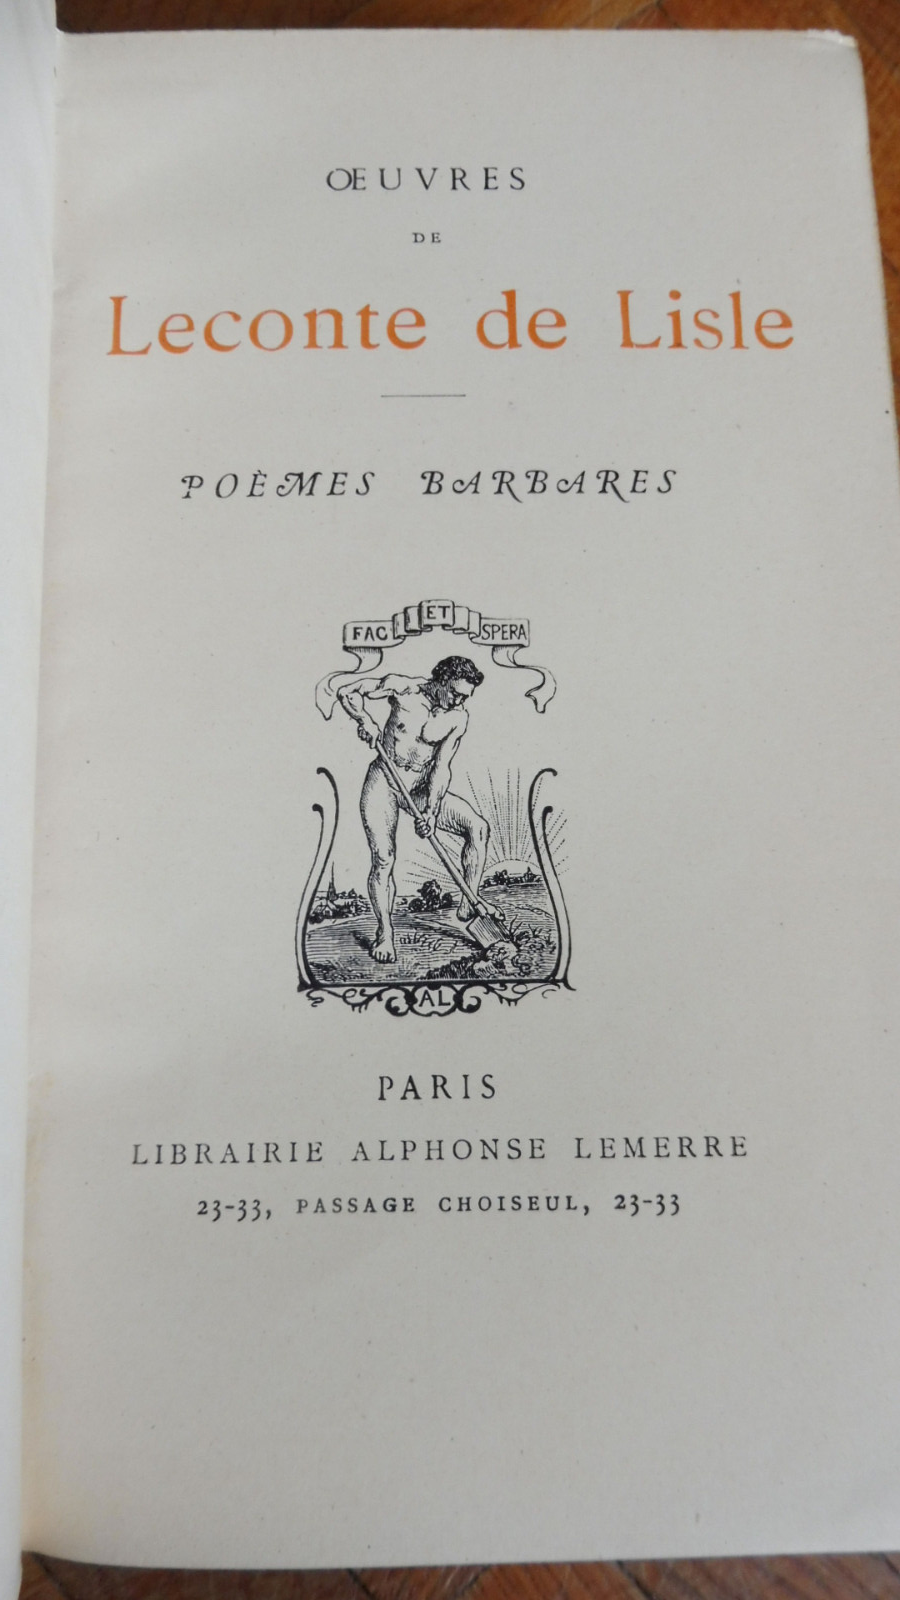 ŒUVRES
DE
Leconte de Lisle
POÈMES BARBARES
FAC ET SPERA
AL
PARIS
LIBRAIRIE ALPHONSE LEMERRE
23-33, PASSAGE CHOISEUL, 23-33